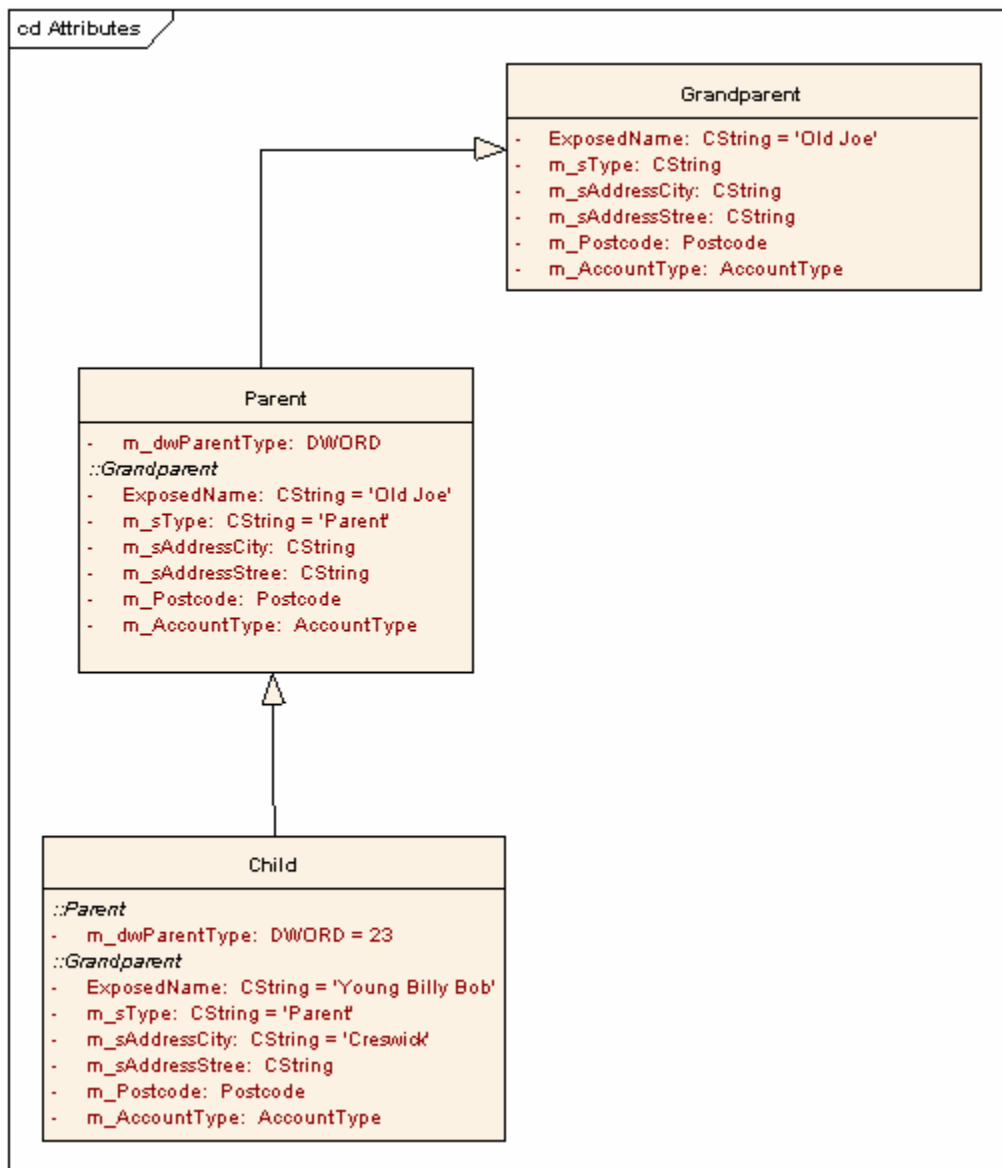 cd Attributes
Grandparent
- ExposedName: CString = 'Old Joe'
- m_sType: CString
- m_sAddressCity: CString
- m_sAddressStree: CString
- m_Postcode: Postcode
- m_AccountType: AccountType
Parent
- m_dwParentType: DWORD
::Grandparent
- ExposedName: CString = 'Old Joe'
- m_sType: CString = 'Parent'
- m_sAddressCity: CString
- m_sAddressStree: CString
- m_Postcode: Postcode
- m_AccountType: AccountType
Child
::Parent
- m_dwParentType: DWORD = 23
::Grandparent
- ExposedName: CString = 'Young Billy Bob'
- m_sType: CString = 'Parent'
- m_sAddressCity: CString = 'Creswick'
- m_sAddressStree: CString
- m_Postcode: Postcode
- m_AccountType: AccountType